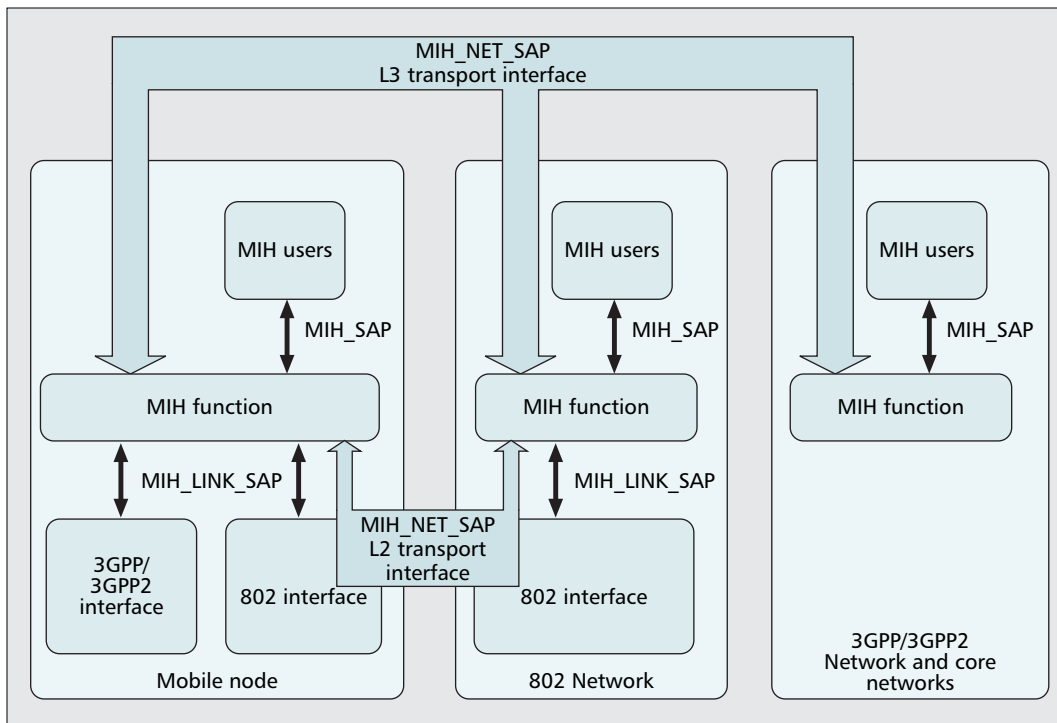 MIH_NET_SAP
L3 transport interface
MIH users
MIH users
MIH users
MIH_SAP
MIH_SAP
MIH_SAP
MIH function
MIH function
MIH function
MIH_LINK_SAP
MIH_LINK_SAP
MIH_NET_SAP
L2 transport
interface
3GPP/
3GPP2
interface
802 interface
802 interface
Mobile node
802 Network
3GPP/3GPP2
Network and core
networks